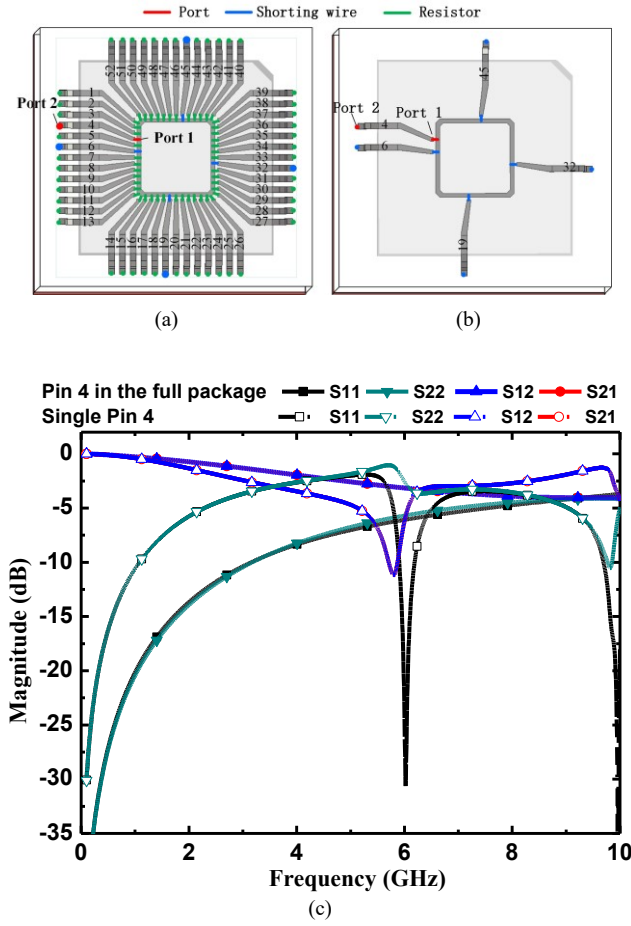 Port Shorting wire Resistor
52 51 50 49 48 47 46 45 44 43 42 41 40
Port 2
1
2
3
4
5
6
7
8
9
10
11
12
13
Port 1
39
38
37
36
35
34
33
32
31
30
29
28
27
14 15 16 17 18 19 20 21 22 23 24 25 26
(a)
45
Port 2
Port 1
4
6
32
19
(b)
Pin 4 in the full package S11 S22 S12 S21
Single Pin 4 S11 S22 S12 S21
Magnitude (dB)
0
-5
-10
-15
-20
-25
-30
-35
0 2 4 6 8 10
Frequency (GHz)
(c)